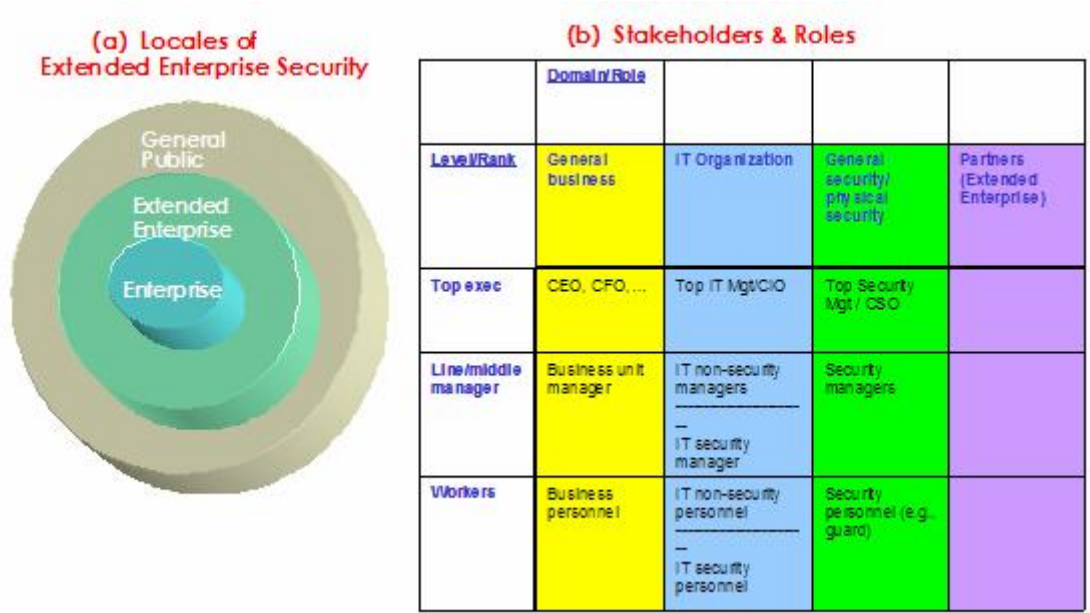 (a) Locales of
Extended Enterprise Security
General
Public
Extended
Enterprise
Enterprise
(b) Stakeholders & Roles
Domain/Role
Level/Rank
General
business
IT Organization
General
security/
physical
security
Partners
(Extended
Enterprise)
Top exec
CEO, CFO, ...
Top IT Mgt/CIO
Top Security
Mgt / CSO
Line/middle
manager
Business unit
manager
IT non-security
managers
--------------------
--
IT security
manager
Security
managers
Workers
Business
personnel
IT non-security
personnel
--------------------
--
IT security
personnel
Security
personnel (e.g.,
guard)